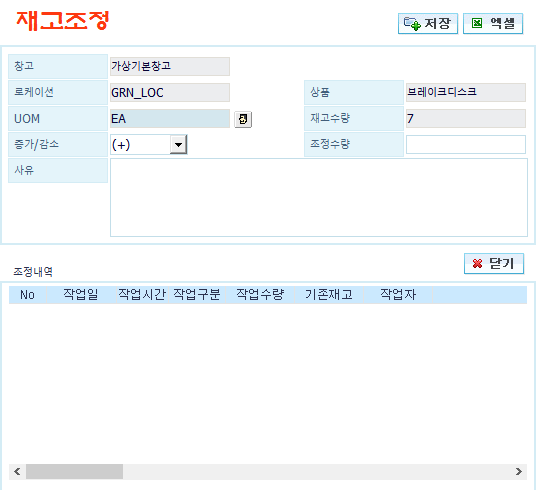 재고조정
저장 엑셀
창고 가상기본창고
로케이션 GRN_LOC 상품 브레이크디스크
UOM EA 재고수량 7
증가/감소 (+) 조정수량
사유
닫기
조정내역
No 작업일 작업시간 작업구분 작업수량 기존재고 작업자